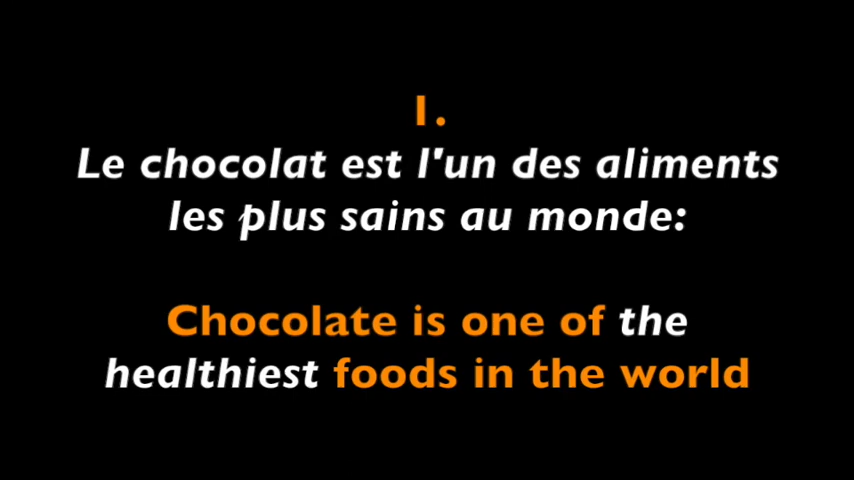 1.
Le chocolat est l'un des aliments
les plus sains au monde:
Chocolate is one of the
healthiest foods in the world